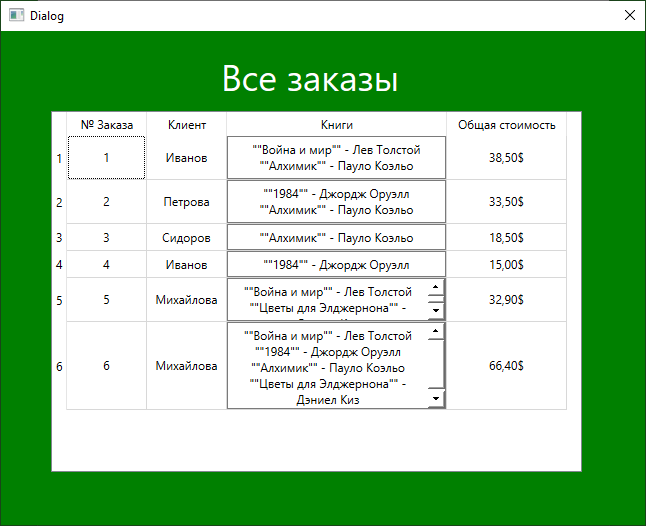 Dialog
Все заказы
№ Заказа Клиент Книги Общая стоимость
1 1 Иванов ""Война и мир"" - Лев Толстой 38,50$
""Алхимик"" - Пауло Коэльо
2 2 Петрова ""1984"" - Джордж Оруэлл 33,50$
""Алхимик"" - Пауло Коэльо
3 3 Сидоров ""Алхимик"" - Пауло Коэльо 18,50$
4 4 Иванов ""1984"" - Джордж Оруэлл 15,00$
5 5 Михайлова ""Война и мир"" - Лев Толстой 32,90$
""Цветы для Элджернона"" -
6 6 Михайлова ""Война и мир"" - Лев Толстой 66,40$
""1984"" - Джордж Оруэлл
""Алхимик"" - Пауло Коэльо
""Цветы для Элджернона"" -
Дэниел Киз